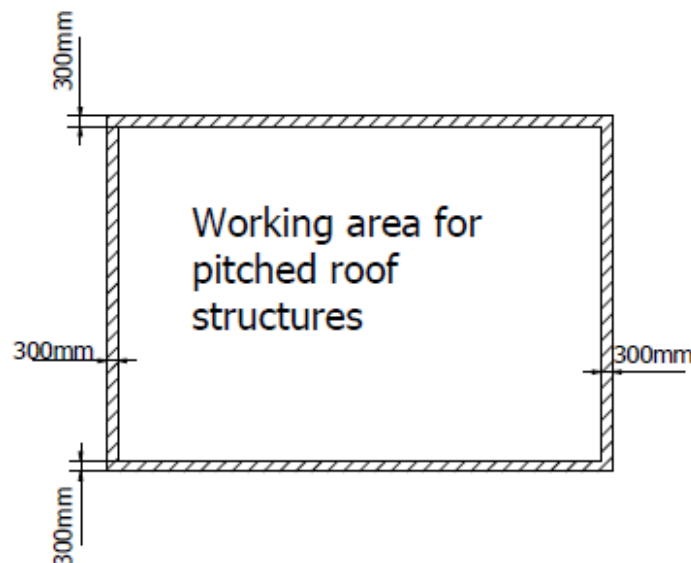 300mm
Working area for
pitched roof
structures
300mm
300mm
300mm